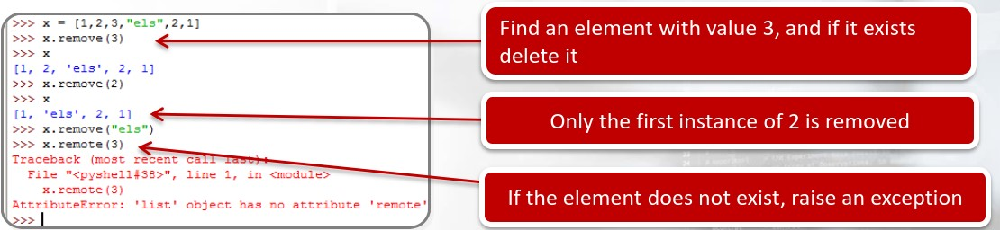 >>> x = [1,2,3,"els",2,1]
>>> x.remove(3)
>>> x
[1, 2, 'els', 2, 1]
>>> x.remove(2)
>>> x
[1, 'els', 2, 1]
>>> x.remove("els")
>>> x.remote(3)
Traceback (most recent call last):
  File "<pyshell#38>", line 1, in <module>
    x.remote(3)
AttributeError: 'list' object has no attribute 'remote'
>>>
Find an element with value 3, and if it exists
delete it
Only the first instance of 2 is removed
If the element does not exist, raise an exception